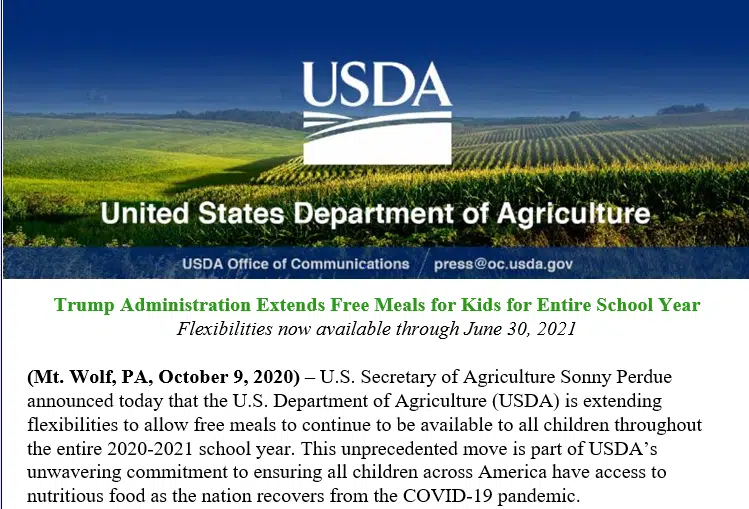 USDA
United States Department of Agriculture
USDA Office of Communications / press@oc.usda.gov
Trump Administration Extends Free Meals for Kids for Entire School Year
Flexibilities now available through June 30, 2021
(Mt. Wolf, PA, October 9, 2020) – U.S. Secretary of Agriculture Sonny Perdue
announced today that the U.S. Department of Agriculture (USDA) is extending
flexibilities to allow free meals to continue to be available to all children throughout
the entire 2020-2021 school year. This unprecedented move is part of USDA’s
unwavering commitment to ensuring all children across America have access to
nutritious food as the nation recovers from the COVID-19 pandemic.